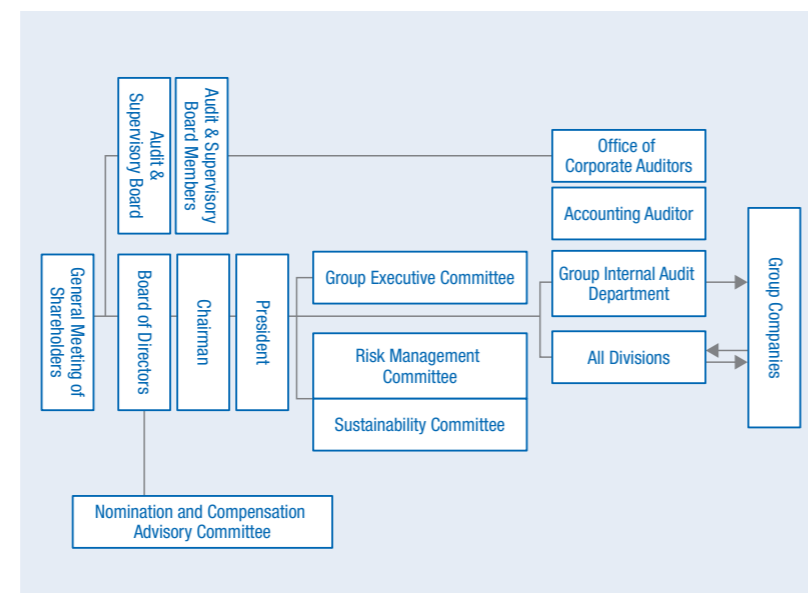 Audit &
Supervisory Board
Audit & Supervisory
Board Members
Office of
Corporate Auditors
Accounting Auditor
General Meeting of
Shareholders
Board of Directors
Chairman
President
Group Executive Committee
Risk Management
Committee
Sustainability Committee
Group Internal Audit
Department
All Divisions
Group Companies
Nomination and Compensation
Advisory Committee